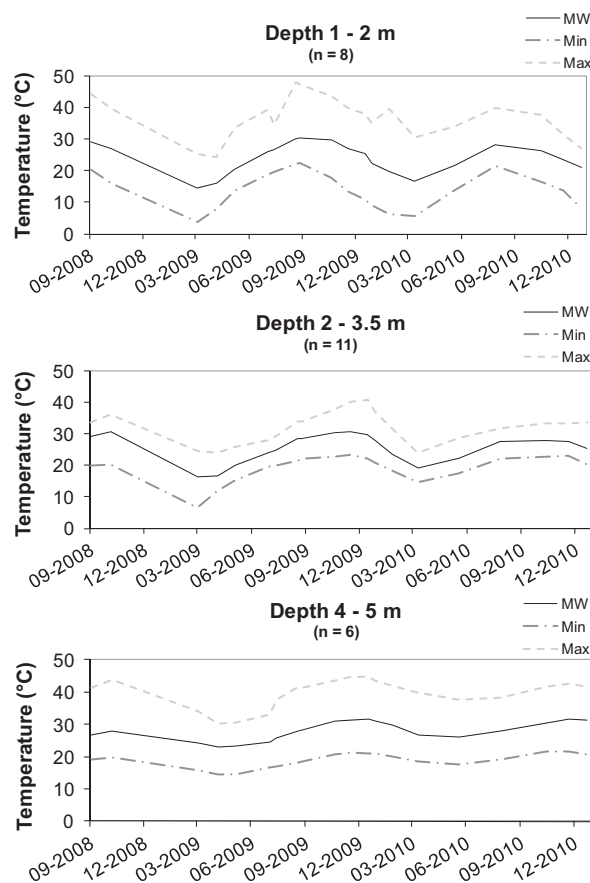 Depth 1 - 2 m
(n = 8)
MW
Min
Max
Temperature (°C)
50
40
30
20
10
0
09-2008
12-2008
03-2009
06-2009
09-2009
12-2009
03-2010
06-2010
09-2010
12-2010
Depth 2 - 3.5 m
(n = 11)
MW
Min
Max
Temperature (°C)
50
40
30
20
10
0
09-2008
12-2008
03-2009
06-2009
09-2009
12-2009
03-2010
06-2010
09-2010
12-2010
Depth 4 - 5 m
(n = 6)
MW
Min
Max
Temperature (°C)
50
40
30
20
10
0
09-2008
12-2008
03-2009
06-2009
09-2009
12-2009
03-2010
06-2010
09-2010
12-2010